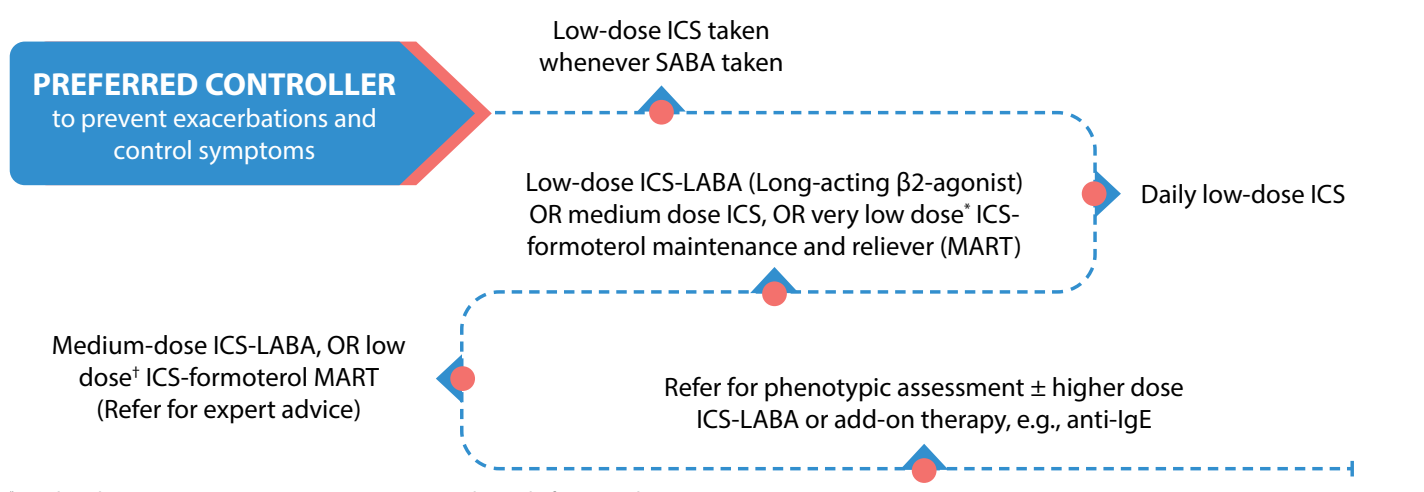 PREFERRED CONTROLLER
to prevent exacerbations and
control symptoms
Low-dose ICS taken
whenever SABA taken
Daily low-dose ICS
Low-dose ICS-LABA (Long-acting β2-agonist)
OR medium dose ICS, OR very low dose* ICS-
formoterol maintenance and reliever (MART)
Medium-dose ICS-LABA, OR low
dose† ICS-formoterol MART
(Refer for expert advice)
Refer for phenotypic assessment ± higher dose
ICS-LABA or add-on therapy, e.g., anti-IgE